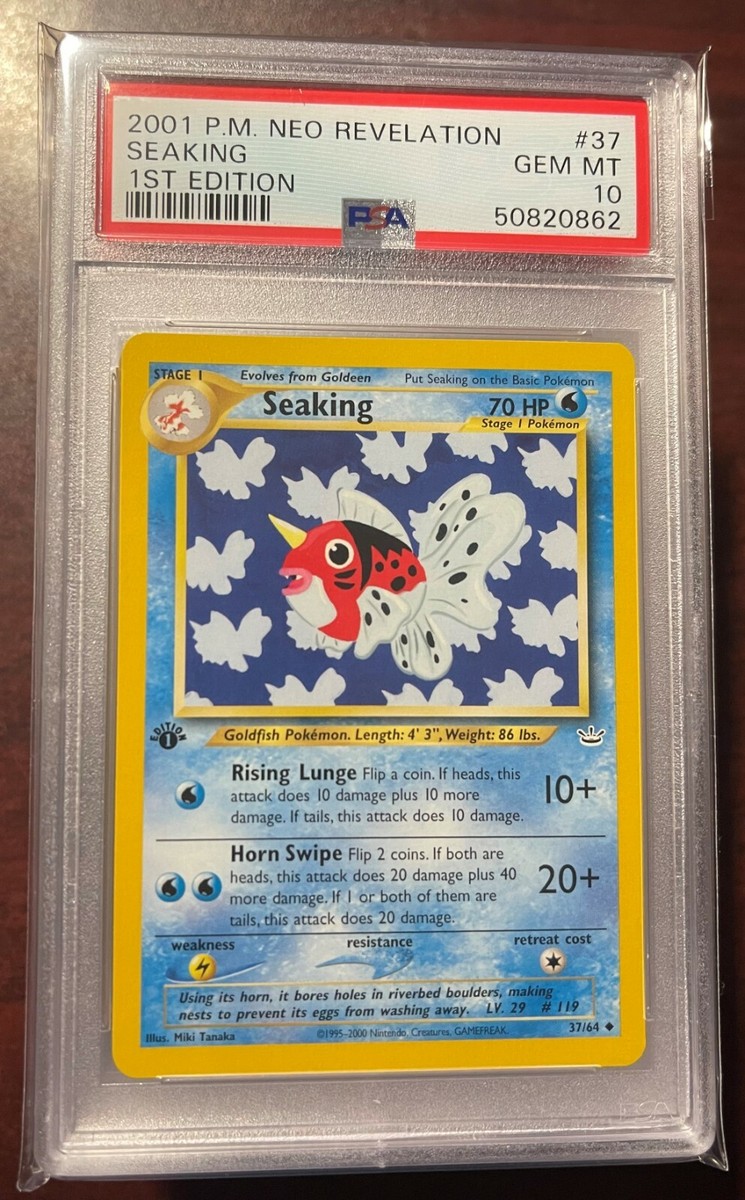 2001 P.M. NEO REVELATION #37
SEAKING GEM MT
1ST EDITION 10
PSA 50820862
STAGE 1 Evolves from Goldeen Put Seaking on the Basic Pokémon
Seaking 70 HP
Stage 1 Pokémon
EDITION
1
Goldfish Pokémon. Length: 4' 3", Weight: 86 lbs.
Rising Lunge Flip a coin. If heads, this
attack does 10 damage plus 10 more 10+
damage. If tails, this attack does 10 damage.
Horn Swipe Flip 2 coins. If both are
heads, this attack does 20 damage plus 40 20+
more damage. If 1 or both of them are
tails, this attack does 20 damage.
weakness resistance retreat cost
Using its horn, it bores holes in riverbed boulders, making
nests to prevent its eggs from washing away. LV. 29 # 119
Illus. Miki Tanaka ©1995-2000 Nintendo, Creatures, GAMEFREAK. 37/64